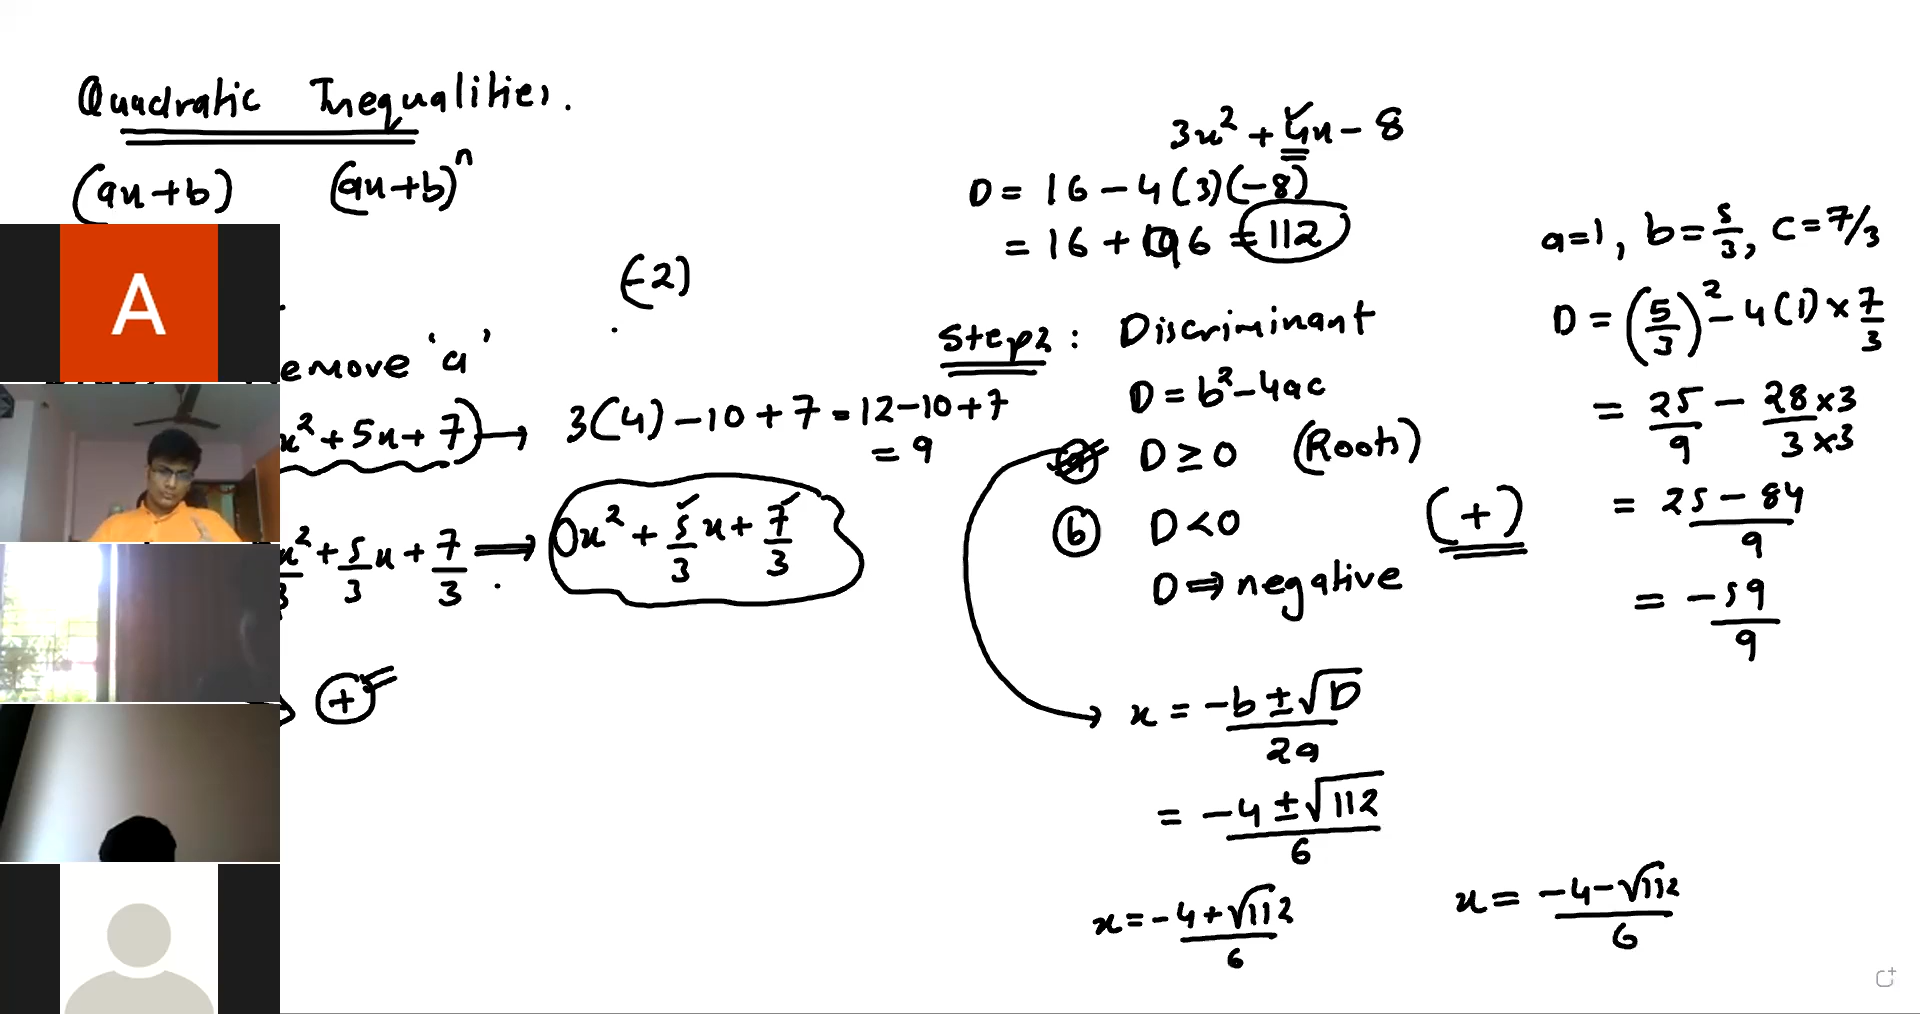 Quadratic Inequalities.
(ax+b) (ax+b)^n
A
(-2)
emove 'a'
x² + 5x + 7) → 3(4) - 10 + 7 = 12-10+7
= 9
x²/3 + 5/3 x + 7/3 ⟹ x² + 5/3 x + 7/3
+
3x² + 4x - 8
D = 16 - 4(3)(-8)
= 16 + 96 = 112
Step2 : Discriminant
D = b² - 4ac
D ≥ 0 (Roots)
(b) D < 0 (+)
D ⇒ negative
x = (-b ± √D)/2a
= (-4 ± √112)/6
x = (-4 + √112)/6 x = (-4 - √112)/6
a=1, b=5/3, c=7/3
D = (5/3)² - 4(1) × 7/3
= 25/9 - (28×3)/(3×3)
= (25 - 84)/9
= -59/9